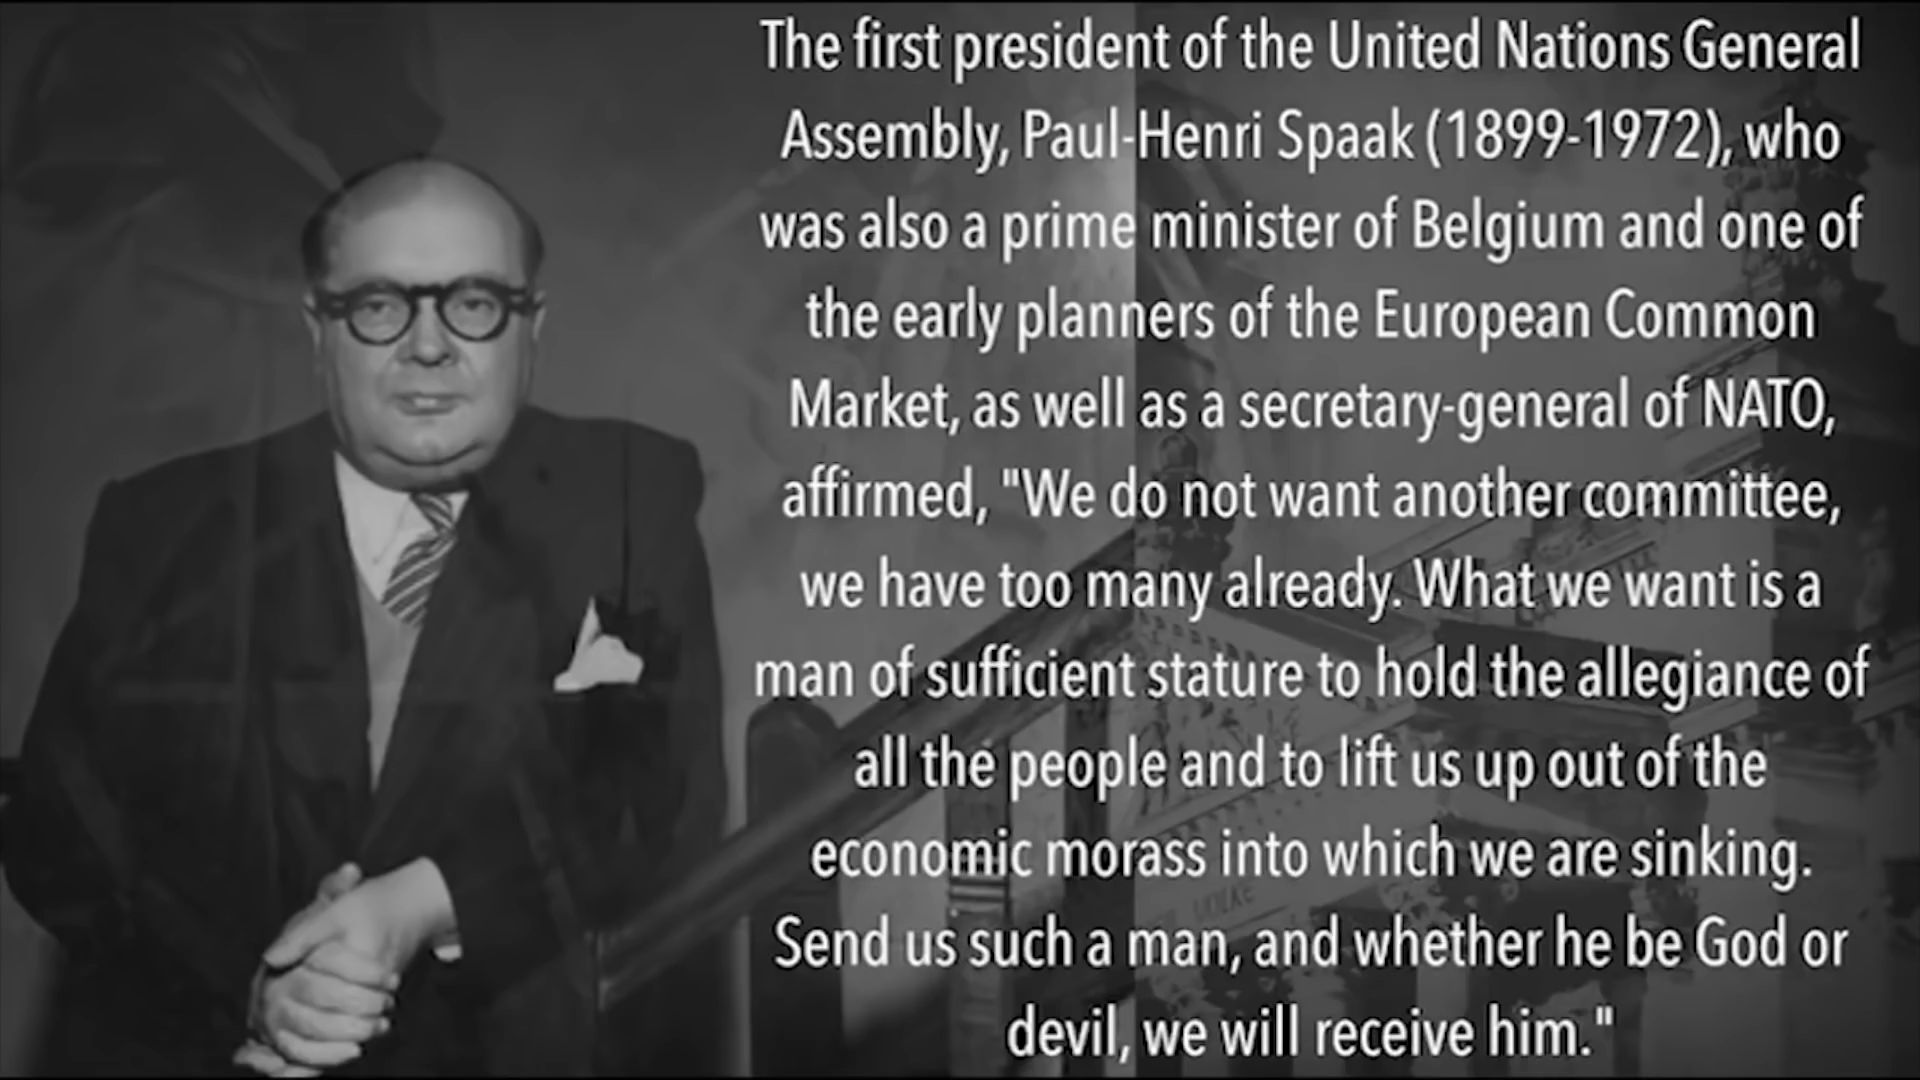 The first president of the United Nations General
Assembly, Paul-Henri Spaak (1899-1972), who
was also a prime minister of Belgium and one of
the early planners of the European Common
Market, as well as a secretary-general of NATO,
affirmed, "We do not want another committee,
we have too many already. What we want is a
man of sufficient stature to hold the allegiance of
all the people and to lift us up out of the
economic morass into which we are sinking.
Send us such a man, and whether he be God or
devil, we will receive him."